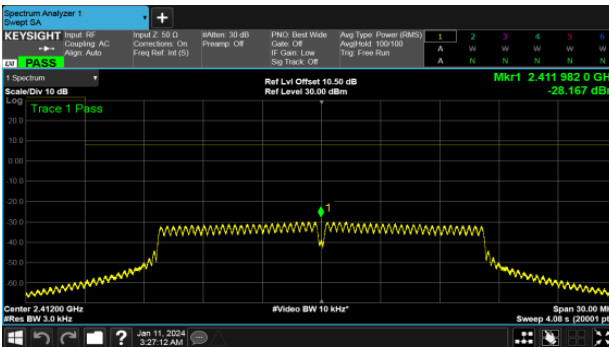 Spectrum Analyzer 1
Swept SA
+
KEYSIGHT
Input: RF
Coupling: AC
Align: Auto
Input Z: 50 Ω
Corrections: On
Freq Ref: Int (S)
#Atten: 30 dB
Preamp: Off
PNO: Best Wide
Gate: Off
IF Gain: Low
Sig Track: Off
Avg Type: Power (RMS)
Avg|Hold: 100/100
Trig: Free Run
1 2 3 4 5 6
A W W W W W
A N N N N N
LXI PASS
1 Spectrum
Scale/Div 10 dB
Ref Lvl Offset 10.50 dB
Ref Level 30.00 dBm
Mkr1 2.411 982 0 GH
-28.167 dBr
Log
Trace 1 Pass
20.0
10.0
0.00
-10.0
-20.0
-30.0
-40.0
-50.0
-60.0
1
Center 2.41200 GHz
#Res BW 3.0 kHz
#Video BW 10 kHz*
Span 30.00 MH
Sweep 4.08 s (20001 pt
Jan 11, 2024
3:27:12 AM
?